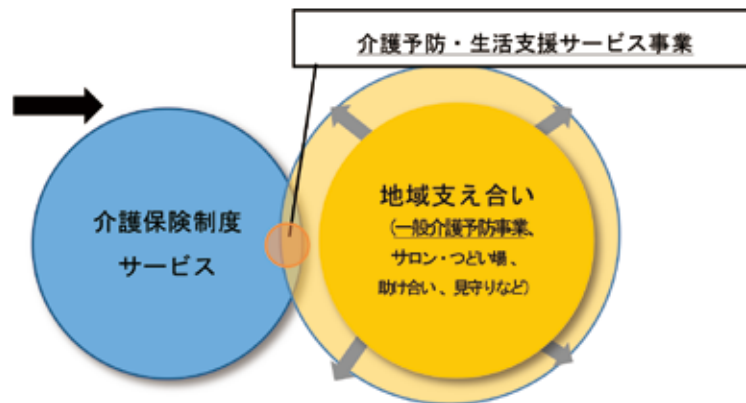 介護予防・生活支援サービス事業
介護保険制度
サービス
地域支え合い
(一般介護予防事業、
サロン・つどい場、
助け合い、見守りなど)